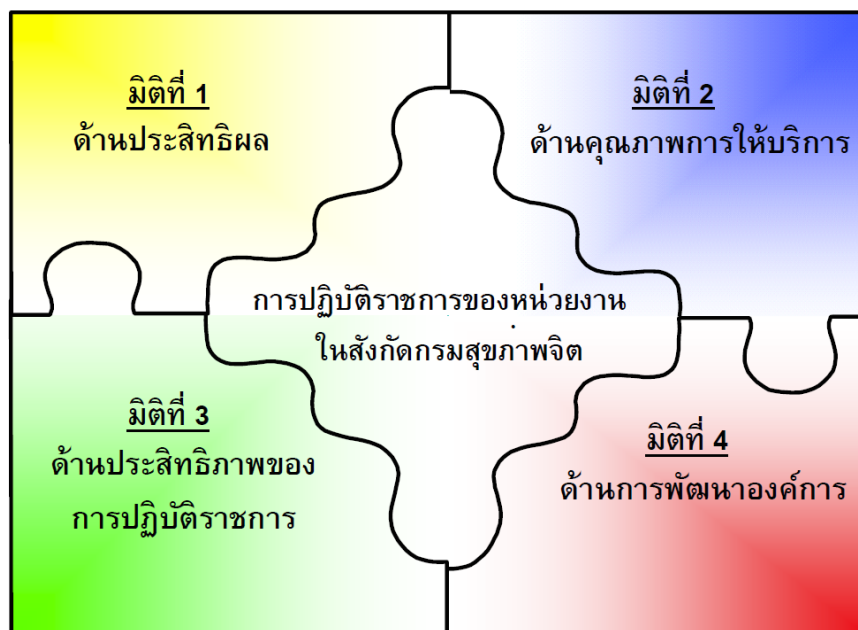 มิติที่ 1
ด้านประสิทธิผล
มิติที่ 2
ด้านคุณภาพการให้บริการ
การปฏิบัติราชการของหน่วยงาน
ในสังกัดกรมสุขภาพจิต
มิติที่ 3
ด้านประสิทธิภาพของ
การปฏิบัติราชการ
มิติที่ 4
ด้านการพัฒนาองค์การ